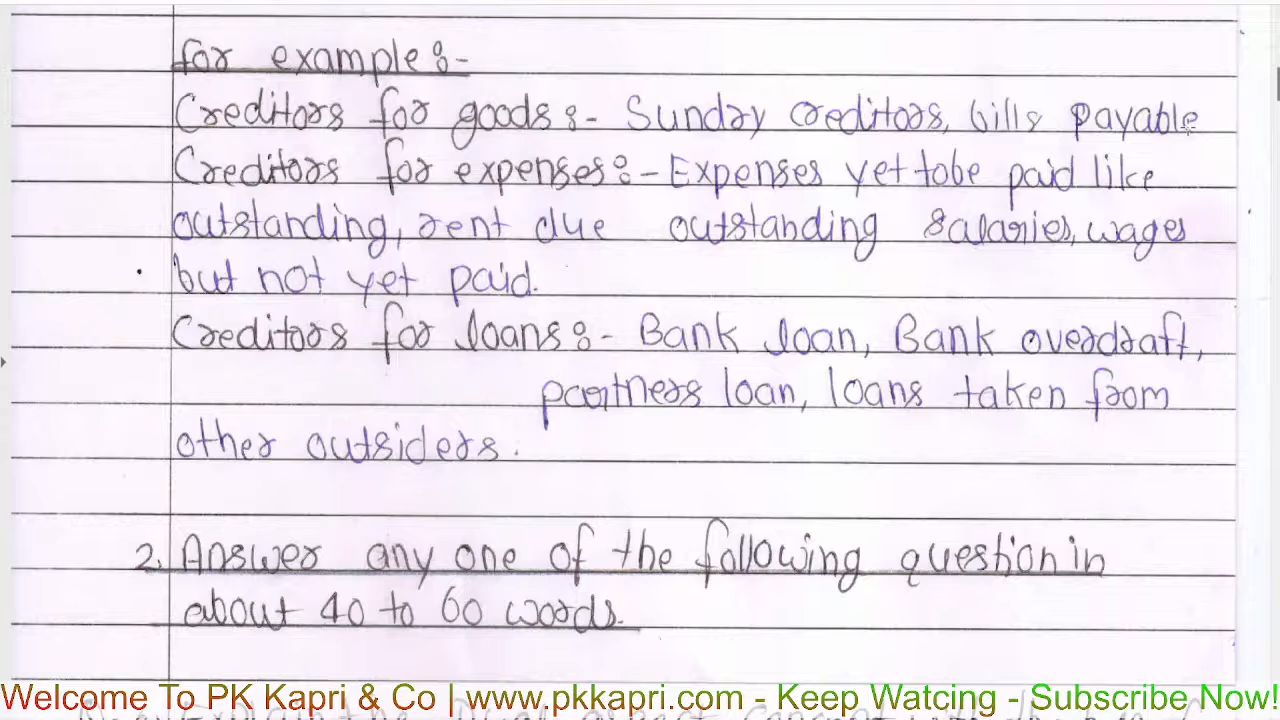 for example:-
Creditors for goods:- Sunday creditors, bills payable
Creditors for expenses:- Expenses yet tobe paid like
outstanding, rent due outstanding salaries, wages
but not yet paid.
Creditors for loans:- Bank loan, Bank overdraft,
partners loan, loans taken from
other outsiders.
2. Answer any one of the following question in
about 40 to 60 words.
Welcome To PK Kapri & Co | www.pkkapri.com - Keep Watcing - Subscribe Now!